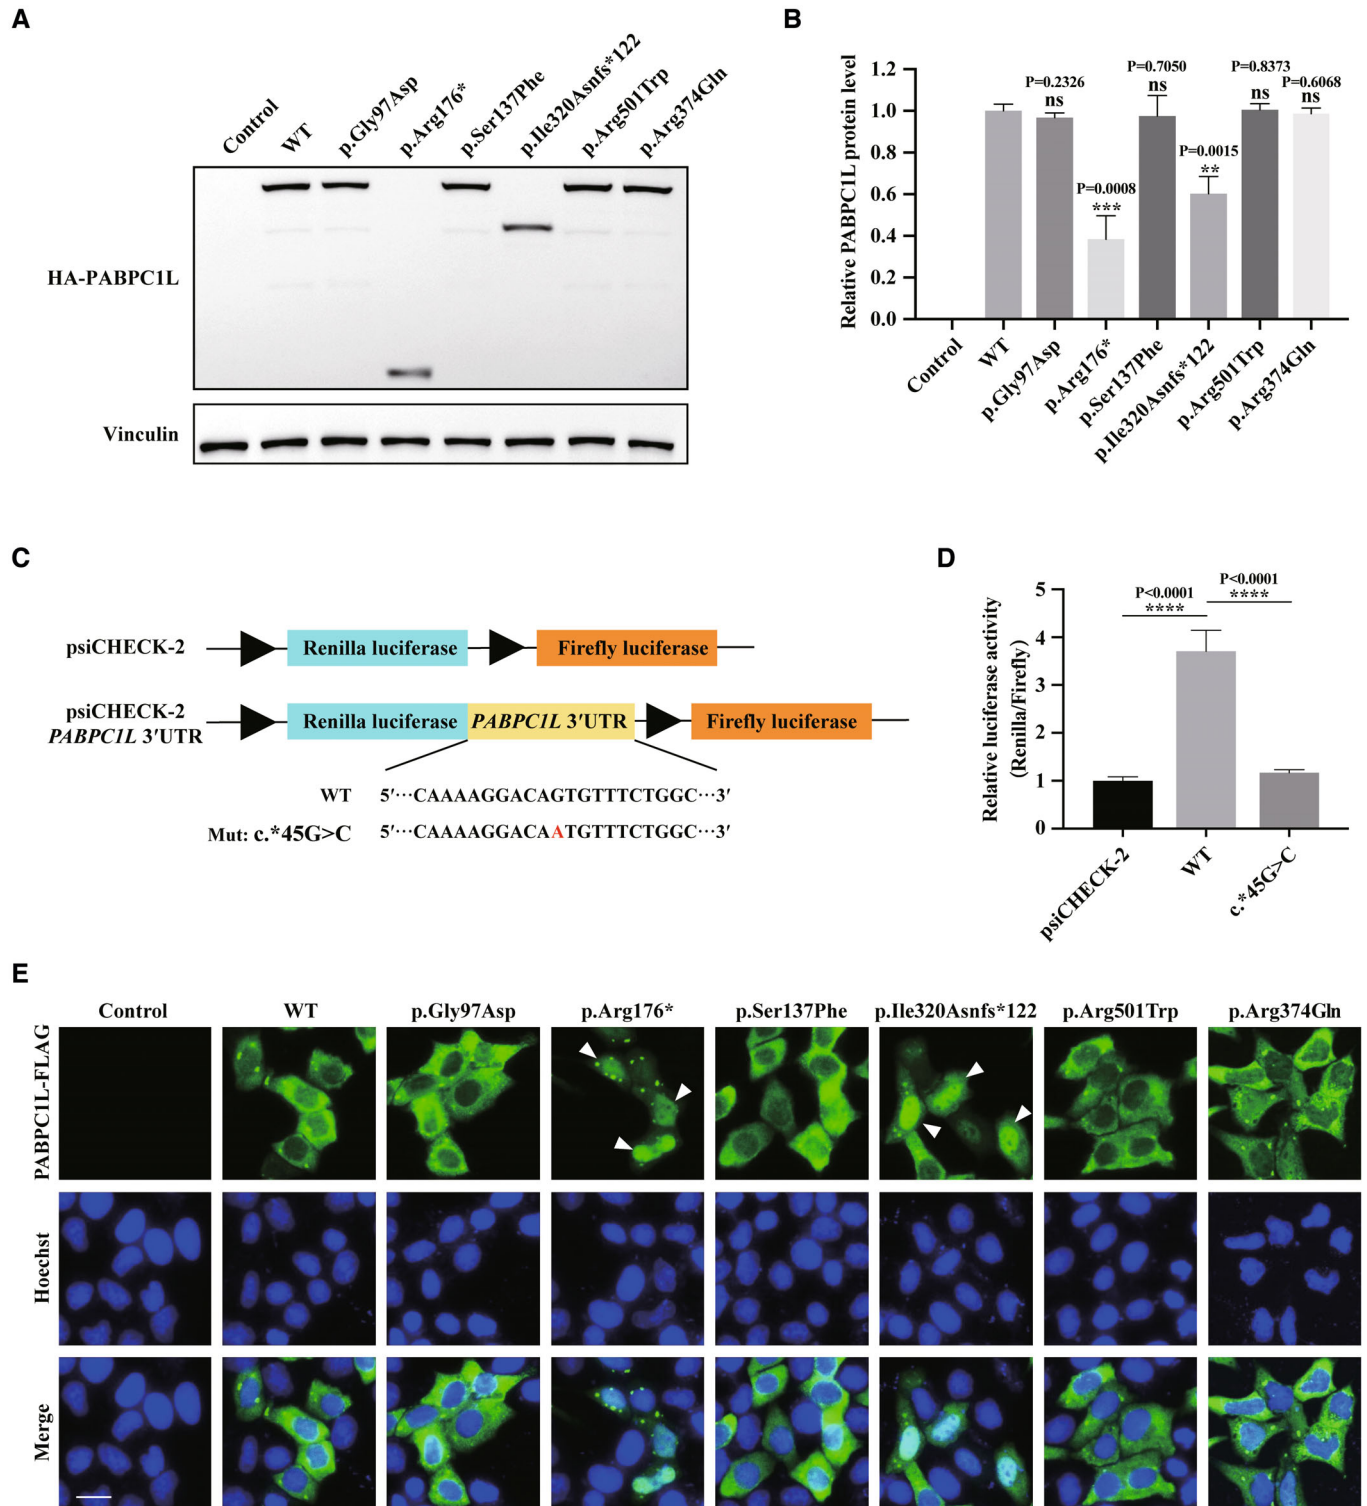 A
Control
WT
p.Gly97Asp
p.Arg176*
p.Ser137Phe
p.Ile320Asnfs*122
p.Arg501Trp
p.Arg374Gln
HA-PABPC1L
Vinculin
B
Relative PABPC1L protein level
1.2
1.0
0.8
0.6
0.4
0.2
0.0
P=0.2326
ns
P=0.0008
***
P=0.7050
ns
P=0.0015
**
P=0.8373
ns
P=0.6068
ns
Control
WT
p.Gly97Asp
p.Arg176*
p.Ser137Phe
p.Ile320Asnfs*122
p.Arg501Trp
p.Arg374Gln
C
psiCHECK-2
Renilla luciferase
Firefly luciferase
psiCHECK-2
PABPC1L 3'UTR
Renilla luciferase
PABPC1L 3'UTR
Firefly luciferase
WT 5'···CAAAAGGACAGTGTTTCTGGC···3'
Mut: c.*45G>C 5'···CAAAAGGACAATGTTTCTGGC···3'
D
Relative luciferase activity
(Renilla/Firefly)
5
4
3
2
1
0
P<0.0001
****
P<0.0001
****
psiCHECK-2
WT
c.*45G>C
E
Control
WT
p.Gly97Asp
p.Arg176*
p.Ser137Phe
p.Ile320Asnfs*122
p.Arg501Trp
p.Arg374Gln
PABPC1L-FLAG
Hoechst
Merge